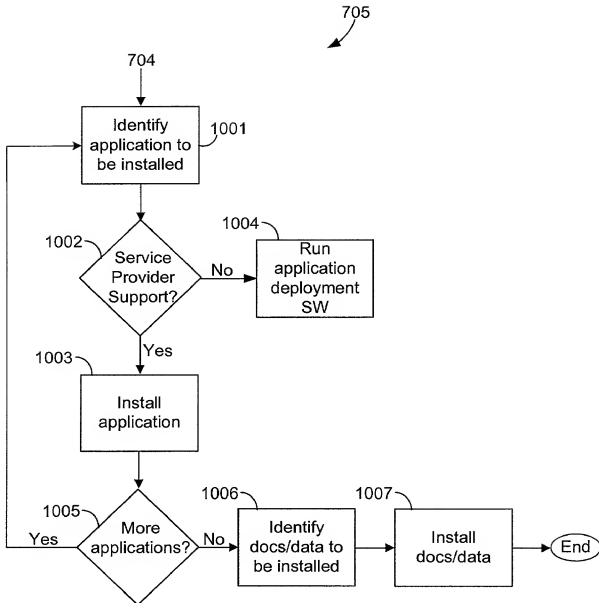 705
704
Identify
application to
be installed
1001
1002
Service
Provider
Support?
No
1004
Run
application
deployment
SW
Yes
1003
Install
application
1005
More
applications?
Yes
No
1006
Identify
docs/data to
be installed
1007
Install
docs/data
End